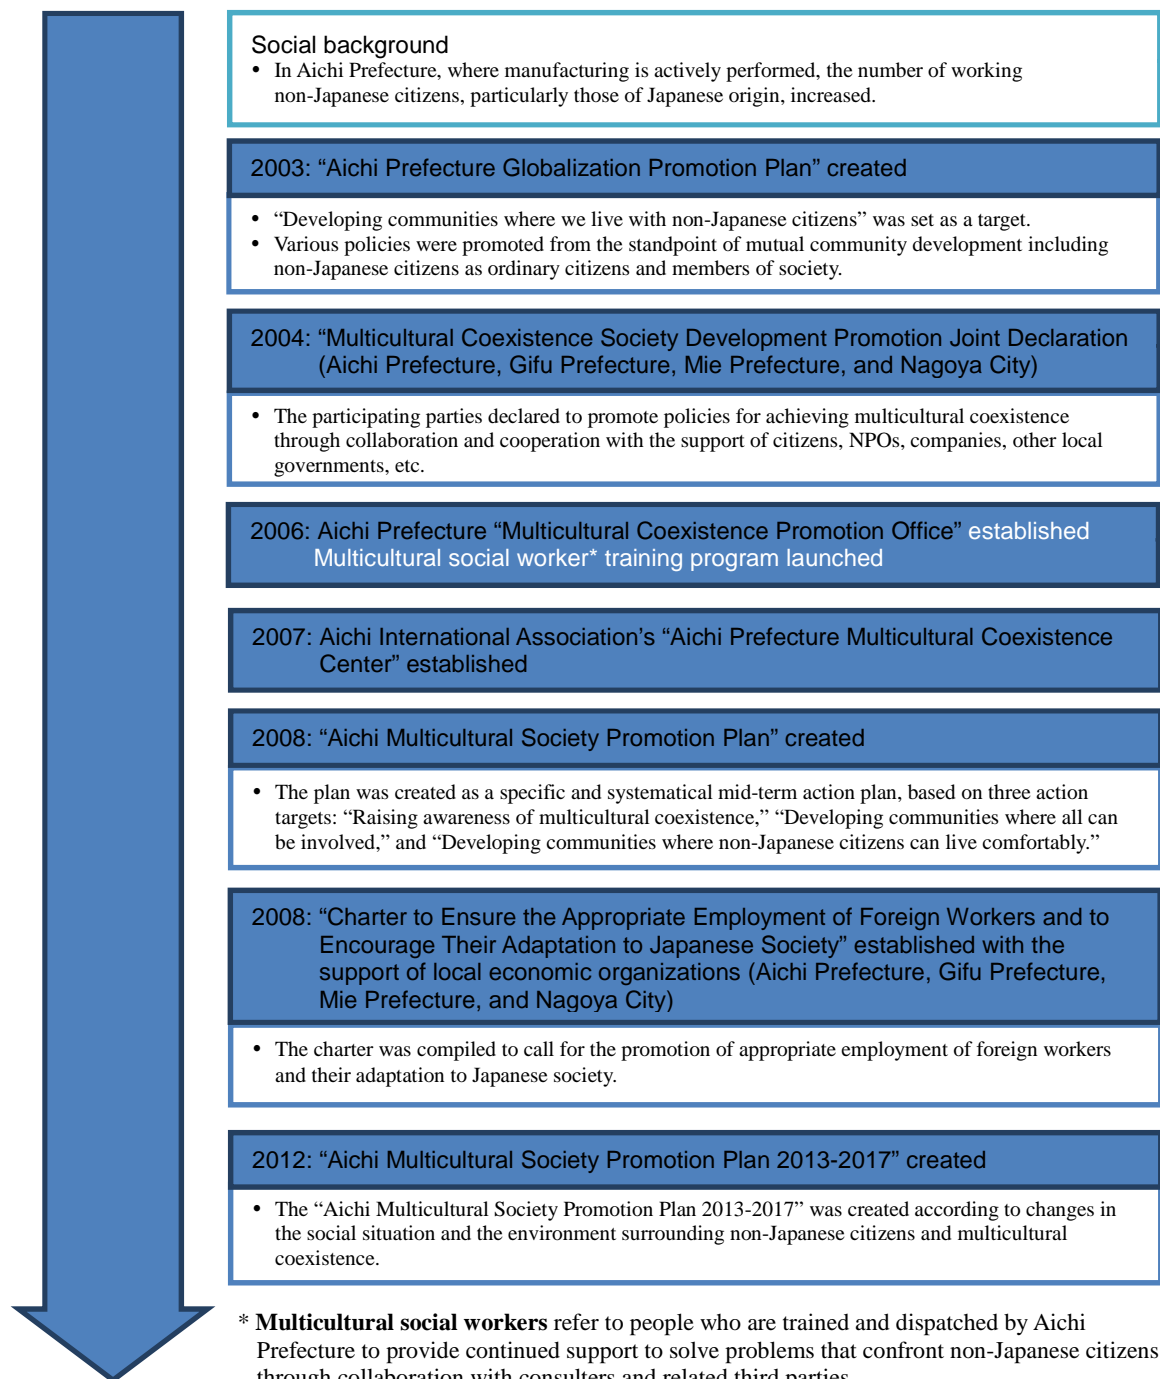 Social background
• In Aichi Prefecture, where manufacturing is actively performed, the number of working
non-Japanese citizens, particularly those of Japanese origin, increased.
2003: “Aichi Prefecture Globalization Promotion Plan” created
• “Developing communities where we live with non-Japanese citizens” was set as a target.
• Various policies were promoted from the standpoint of mutual community development including
non-Japanese citizens as ordinary citizens and members of society.
2004: “Multicultural Coexistence Society Development Promotion Joint Declaration
(Aichi Prefecture, Gifu Prefecture, Mie Prefecture, and Nagoya City)
• The participating parties declared to promote policies for achieving multicultural coexistence
through collaboration and cooperation with the support of citizens, NPOs, companies, other local
governments, etc.
2006: Aichi Prefecture “Multicultural Coexistence Promotion Office” established
Multicultural social worker* training program launched
2007: Aichi International Association’s “Aichi Prefecture Multicultural Coexistence
Center” established
2008: “Aichi Multicultural Society Promotion Plan” created
• The plan was created as a specific and systematical mid-term action plan, based on three action
targets: “Raising awareness of multicultural coexistence,” “Developing communities where all can
be involved,” and “Developing communities where non-Japanese citizens can live comfortably.”
2008: “Charter to Ensure the Appropriate Employment of Foreign Workers and to
Encourage Their Adaptation to Japanese Society” established with the
support of local economic organizations (Aichi Prefecture, Gifu Prefecture,
Mie Prefecture, and Nagoya City)
• The charter was compiled to call for the promotion of appropriate employment of foreign workers
and their adaptation to Japanese society.
2012: “Aichi Multicultural Society Promotion Plan 2013-2017” created
• The “Aichi Multicultural Society Promotion Plan 2013-2017” was created according to changes in
the social situation and the environment surrounding non-Japanese citizens and multicultural
coexistence.
* Multicultural social workers refer to people who are trained and dispatched by Aichi
Prefecture to provide continued support to solve problems that confront non-Japanese citizens
through collaboration with consulters and related third parties